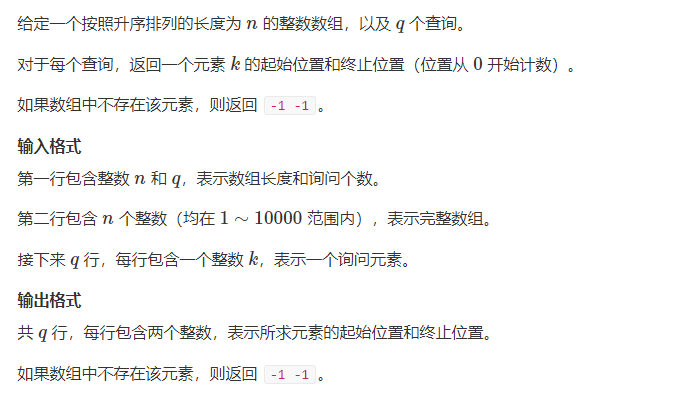 给定一个按照升序排列的长度为 n 的整数数组，以及 q 个查询。
对于每个查询，返回一个元素 k 的起始位置和终止位置（位置从 0 开始计数）。
如果数组中不存在该元素，则返回 -1 -1 。
输入格式
第一行包含整数 n 和 q，表示数组长度和询问个数。
第二行包含 n 个整数（均在 1 ∼ 10000 范围内），表示完整数组。
接下来 q 行，每行包含一个整数 k，表示一个询问元素。
输出格式
共 q 行，每行包含两个整数，表示所求元素的起始位置和终止位置。
如果数组中不存在该元素，则返回 -1 -1 。